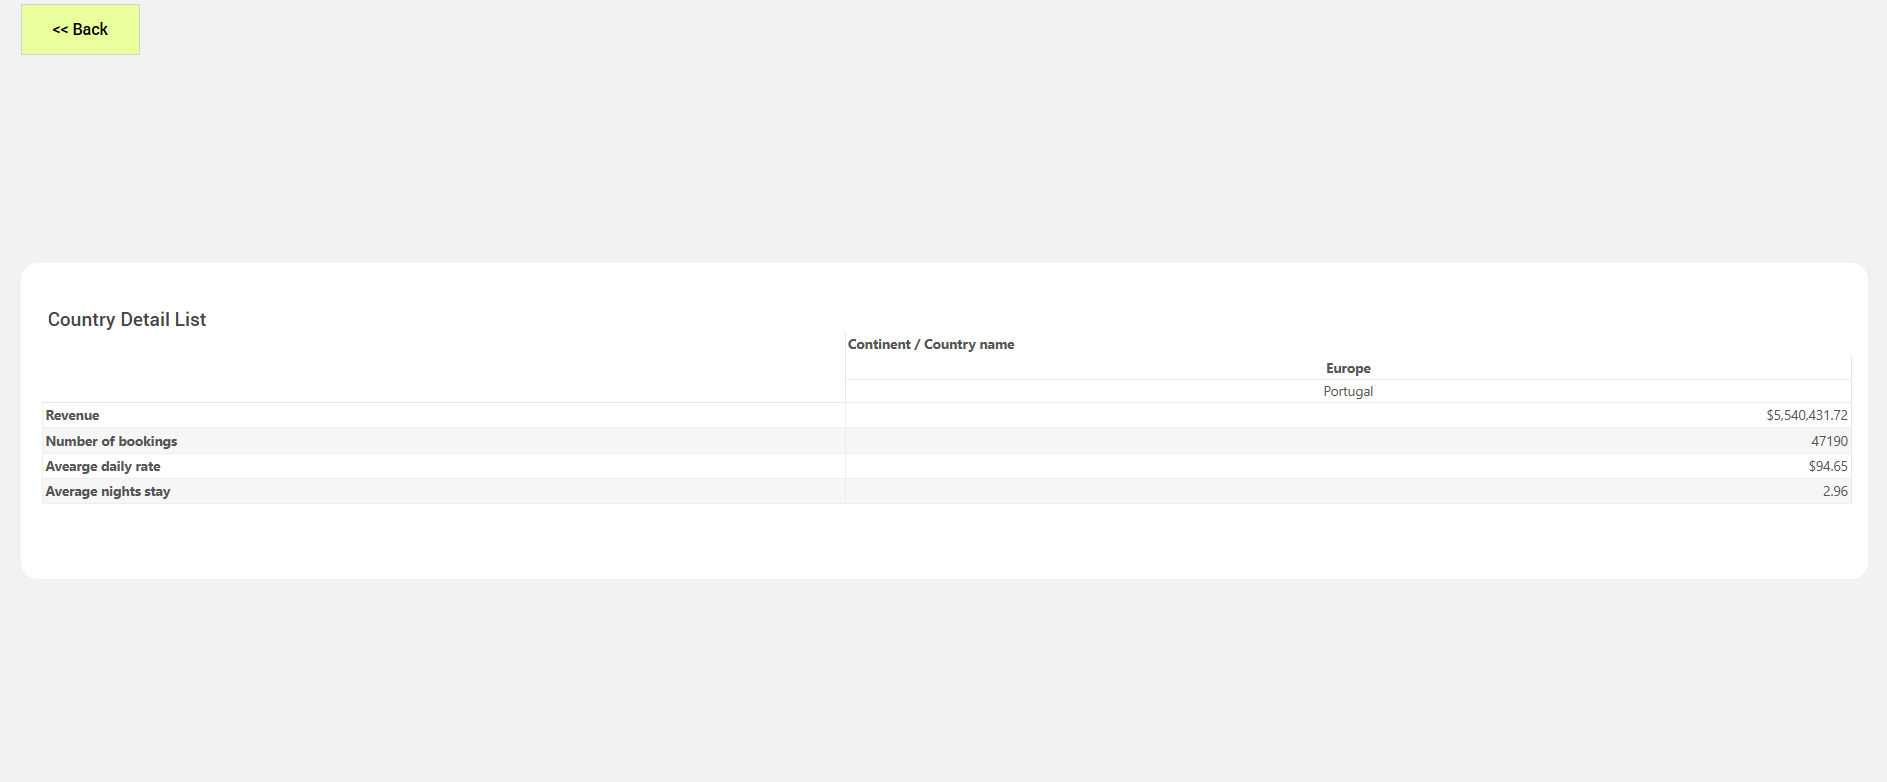 << Back
Country Detail List
Continent / Country name
Europe
Portugal
Revenue $5,540,431.72
Number of bookings 47190
Avearge daily rate $94.65
Average nights stay 2.96